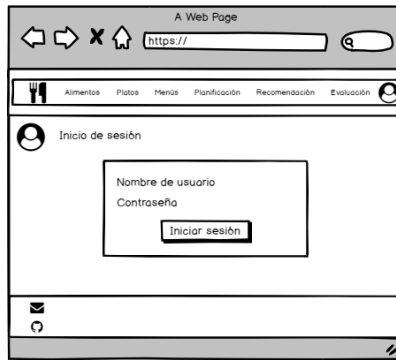 A Web Page
https://
Alimentos Platos Menús Planificación Recomendación Evaluación
Inicio de sesión
Nombre de usuario
Contraseña
Iniciar sesión